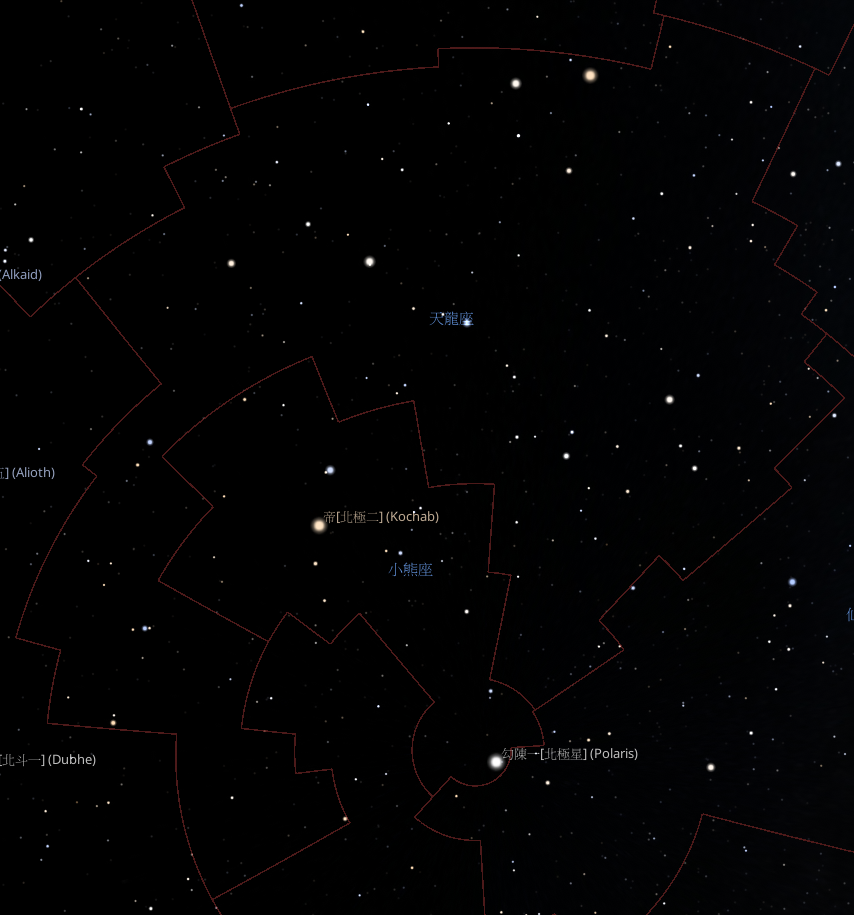 (Alkaid)
天龍座
] (Alioth)
帝[北極二] (Kochab)
小熊座
勾陳一[北極星] (Polaris)
[北斗一] (Dubhe)